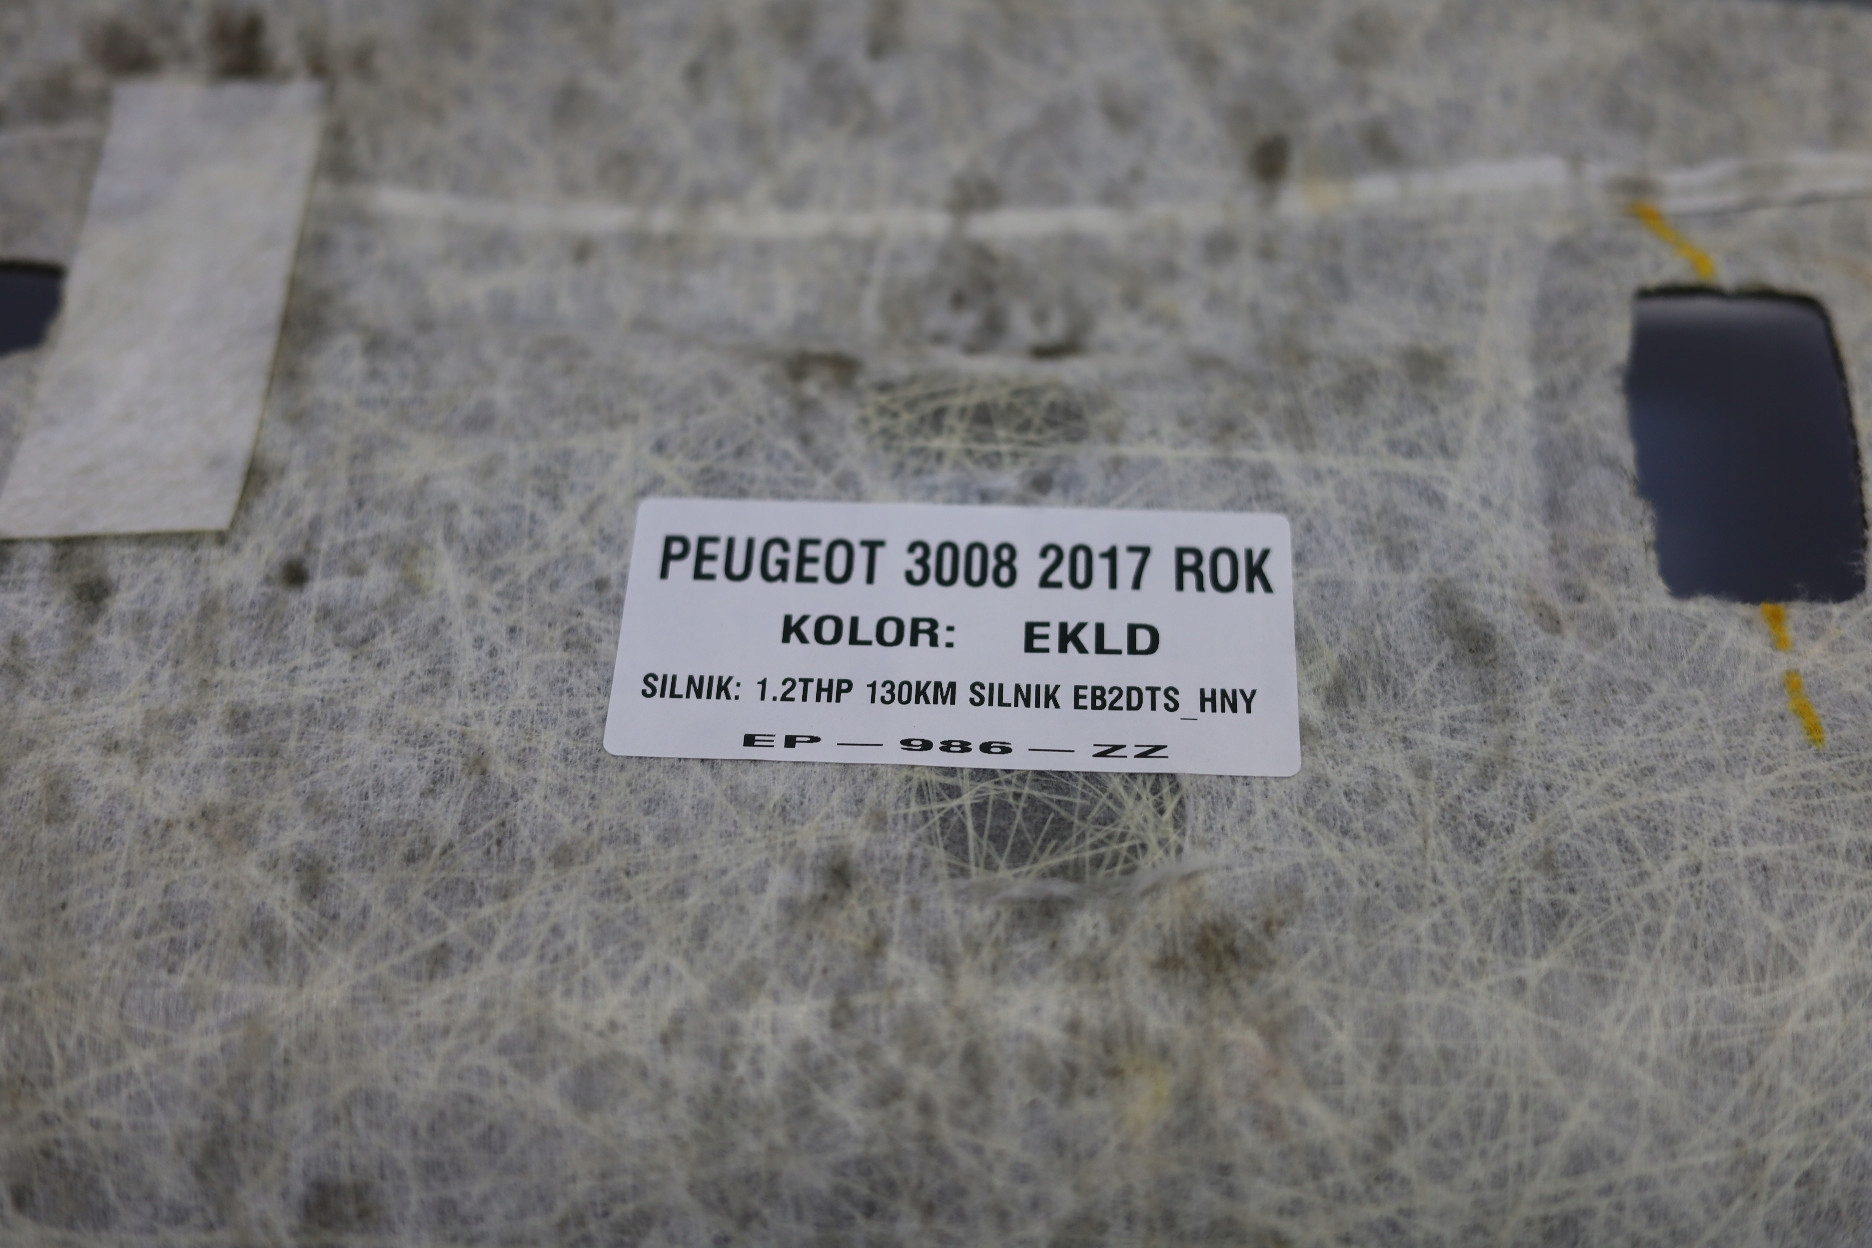 PEUGEOT 3008 2017 ROK
KOLOR: EKLD
SILNIK: 1.2THP 130KM SILNIK EB2DTS_HNY
EP — 986 — ZZ